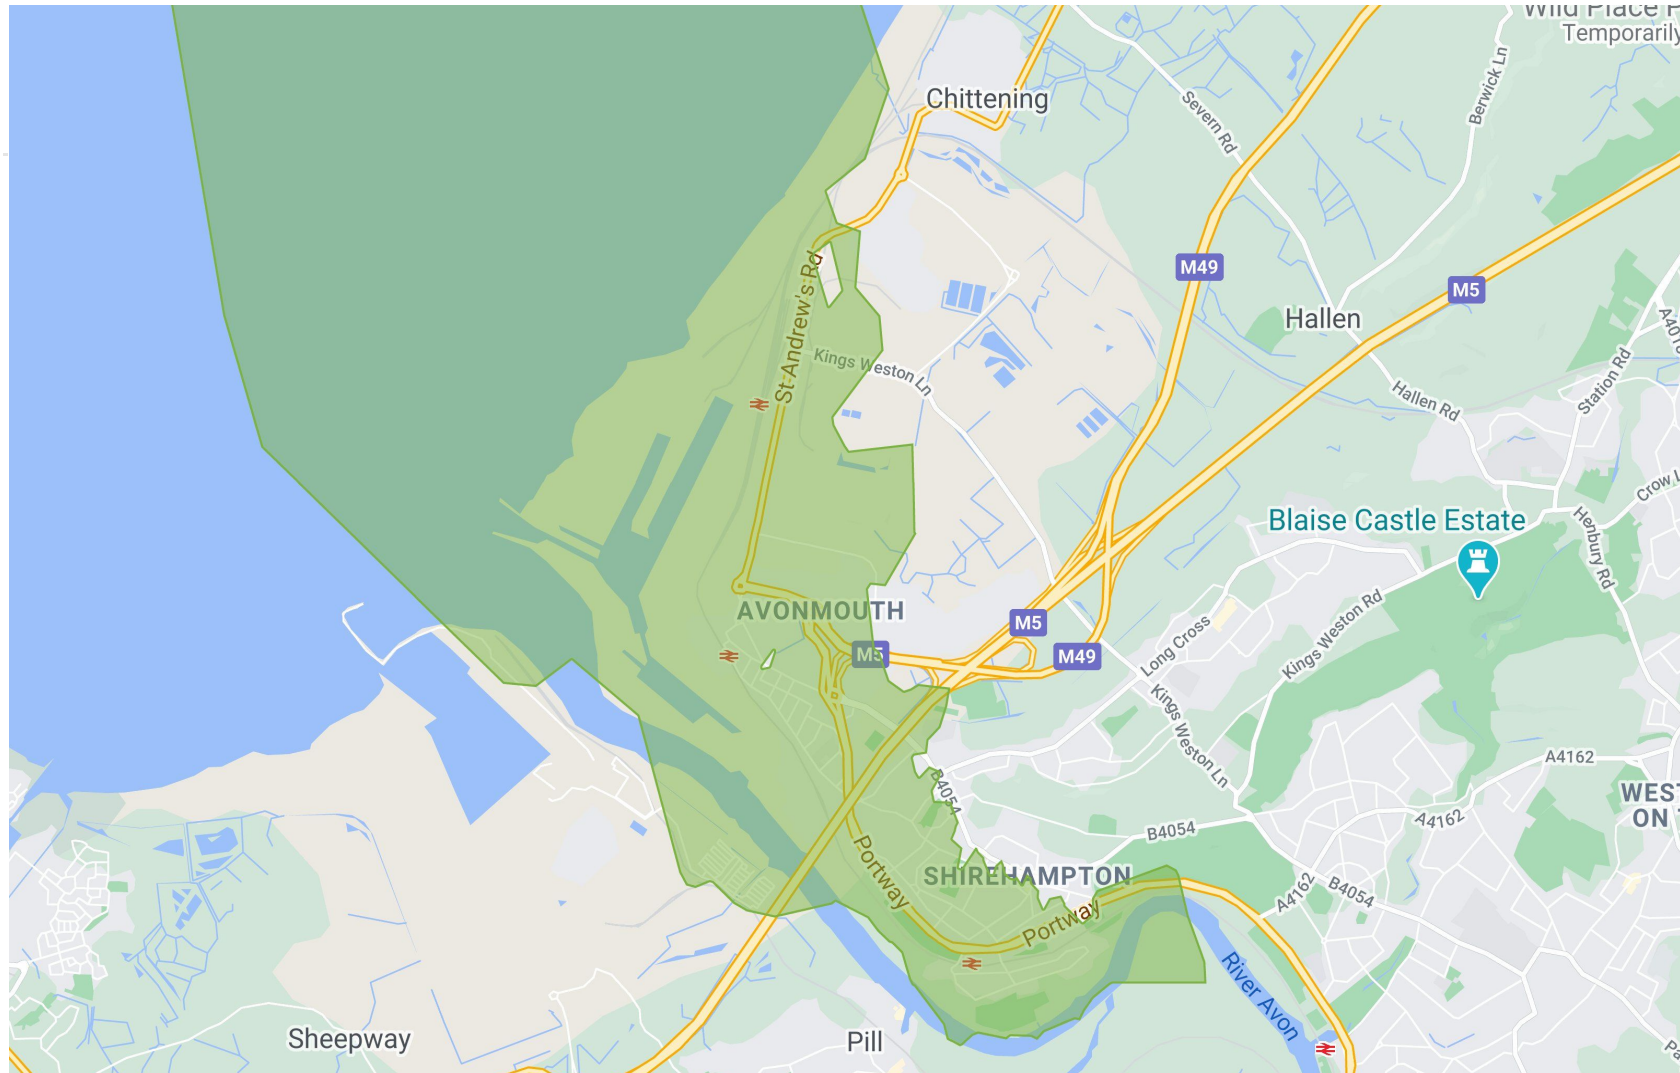 Wild Place P
Temporarily
Chittening
Severn Rd
Berwick Ln
St Andrew's Rd
M49
M5
Hallen
A4018
Kings Weston Ln
Hallen Rd
Station Rd
Crow L
Blaise Castle Estate
Henbury Rd
AVONMOUTH
M5
M5
M49
Long Cross
Kings Weston Rd
Kings Weston Ln
A4162
B4054
WEST
ON T
A4162
B4054
Portway
SHIREHAMPTON
A4162
B4054
Portway
River Avon
Sheepway
Pill
Pa